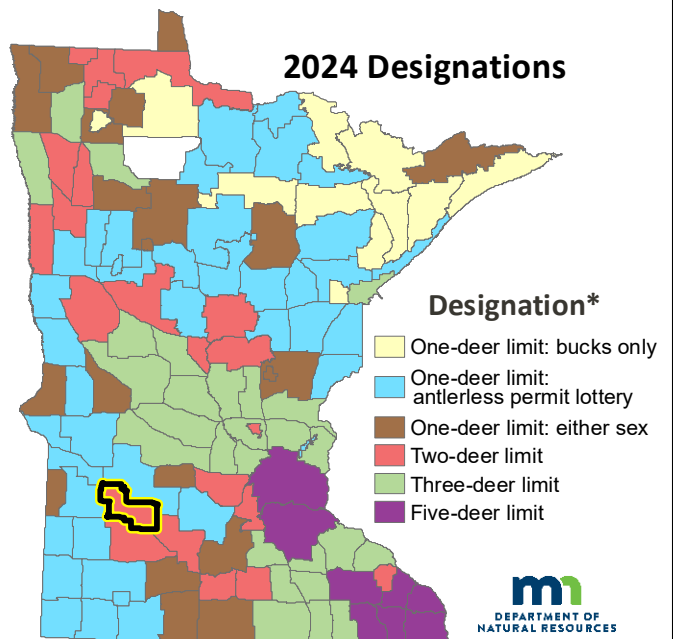 2024 Designations
Designation*
One-deer limit: bucks only
One-deer limit:
antlerless permit lottery
One-deer limit: either sex
Two-deer limit
Three-deer limit
Five-deer limit
mn
DEPARTMENT OF
NATURAL RESOURCES